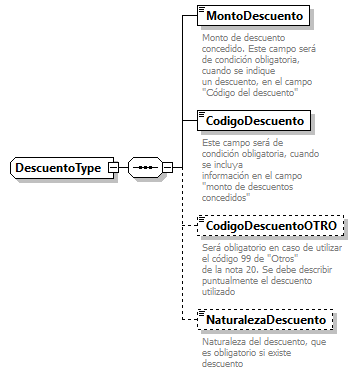 MontoDescuento
Monto de descuento
concedido. Este campo será
de condición obligatoria,
cuando se indique
un descuento, en el campo
"Código del descuento"
CodigoDescuento
Este campo será de
condición obligatoria, cuando
se incluya
información en el campo
"monto de descuentos
concedidos"
DescuentoType
CodigoDescuentoOTRO
Será obligatorio en caso de utilizar
el código 99 de "Otros"
de la nota 20. Se debe describir
puntualmente el descuento
utilizado
NaturalezaDescuento
Naturaleza del descuento, que
es obligatorio si existe
descuento